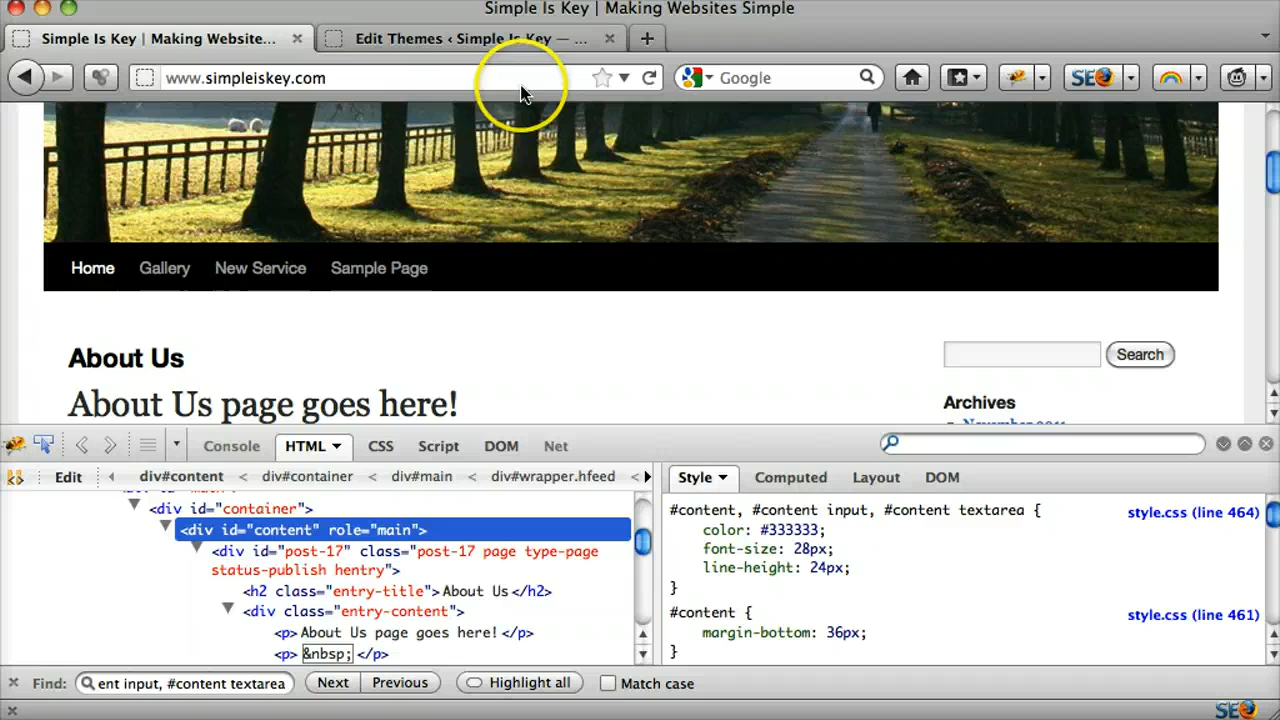 Simple Is Key | Making Websites Simple
Simple Is Key | Making Website...
Edit Themes ‹ Simple Is Key — ...
www.simpleiskey.com
Google
SEO
Home Gallery New Service Sample Page
About Us
Search
About Us page goes here!
Archives
Console HTML CSS Script DOM Net
Edit div#content < div#container < div#main < div#wrapper.hfeed <
Style Computed Layout DOM
<div id="container">
<div id="content" role="main">
<div id="post-17" class="post-17 page type-page
status-publish hentry">
<h2 class="entry-title">About Us</h2>
<div class="entry-content">
<p>About Us page goes here!</p>
<p>&nbsp;</p>
#content, #content input, #content textarea { style.css (line 464)
color: #333333;
font-size: 28px;
line-height: 24px;
}
#content { style.css (line 461)
margin-bottom: 36px;
}
Find: ent input, #content textarea Next Previous Highlight all Match case
SEO